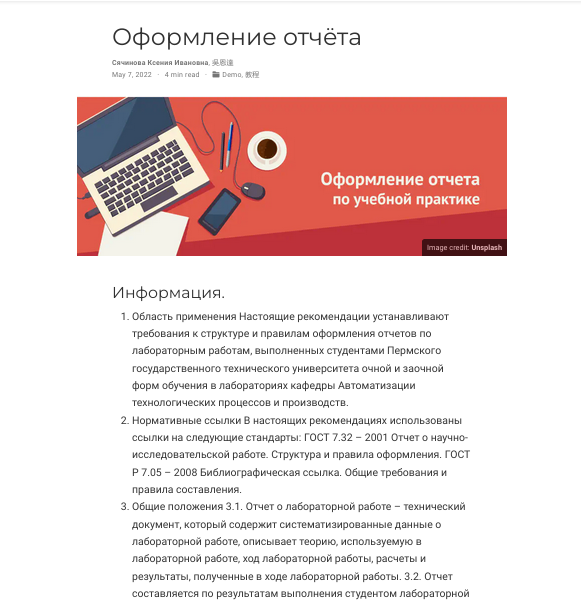 Оформление отчёта
Сячинова Ксения Ивановна, 吳恩達
May 7, 2022 · 4 min read · Demo, 教程
Оформление отчета
по учебной практике
Image credit: Unsplash
Информация.
1. Область применения Настоящие рекомендации устанавливают
требования к структуре и правилам оформления отчетов по
лабораторным работам, выполненных студентами Пермского
государственного технического университета очной и заочной
форм обучения в лабораториях кафедры Автоматизации
технологических процессов и производств.
2. Нормативные ссылки В настоящих рекомендациях использованы
ссылки на следующие стандарты: ГОСТ 7.32 – 2001 Отчет о научно-
исследовательской работе. Структура и правила оформления. ГОСТ
Р 7.05 – 2008 Библиографическая ссылка. Общие требования и
правила составления.
3. Общие положения 3.1. Отчет о лабораторной работе – технический
документ, который содержит систематизированные данные о
лабораторной работе, описывает теорию, используемую в
лабораторной работе, ход лабораторной работы, расчеты и
результаты, полученные в ходе лабораторной работы. 3.2. Отчет
составляется по результатам выполнения студентом лабораторной